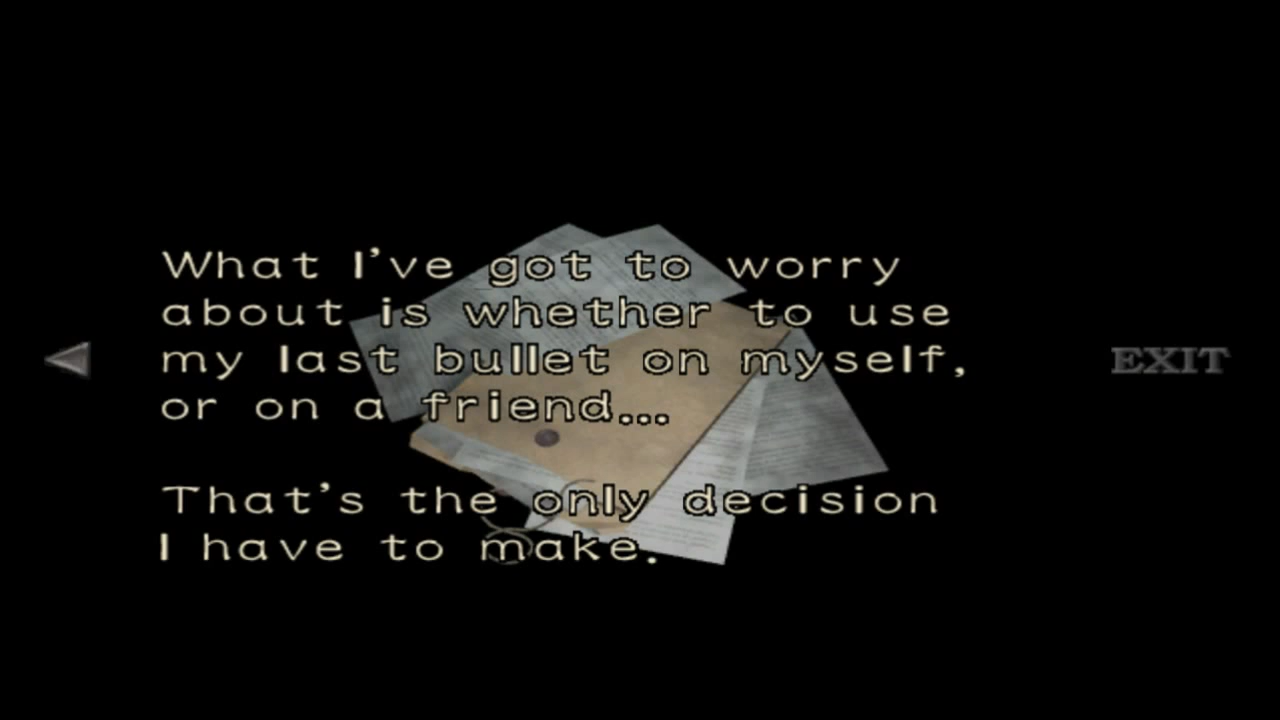 What I've got to worry
about is whether to use
my last bullet on myself,
or on a friend...
That's the only decision
I have to make.
EXIT